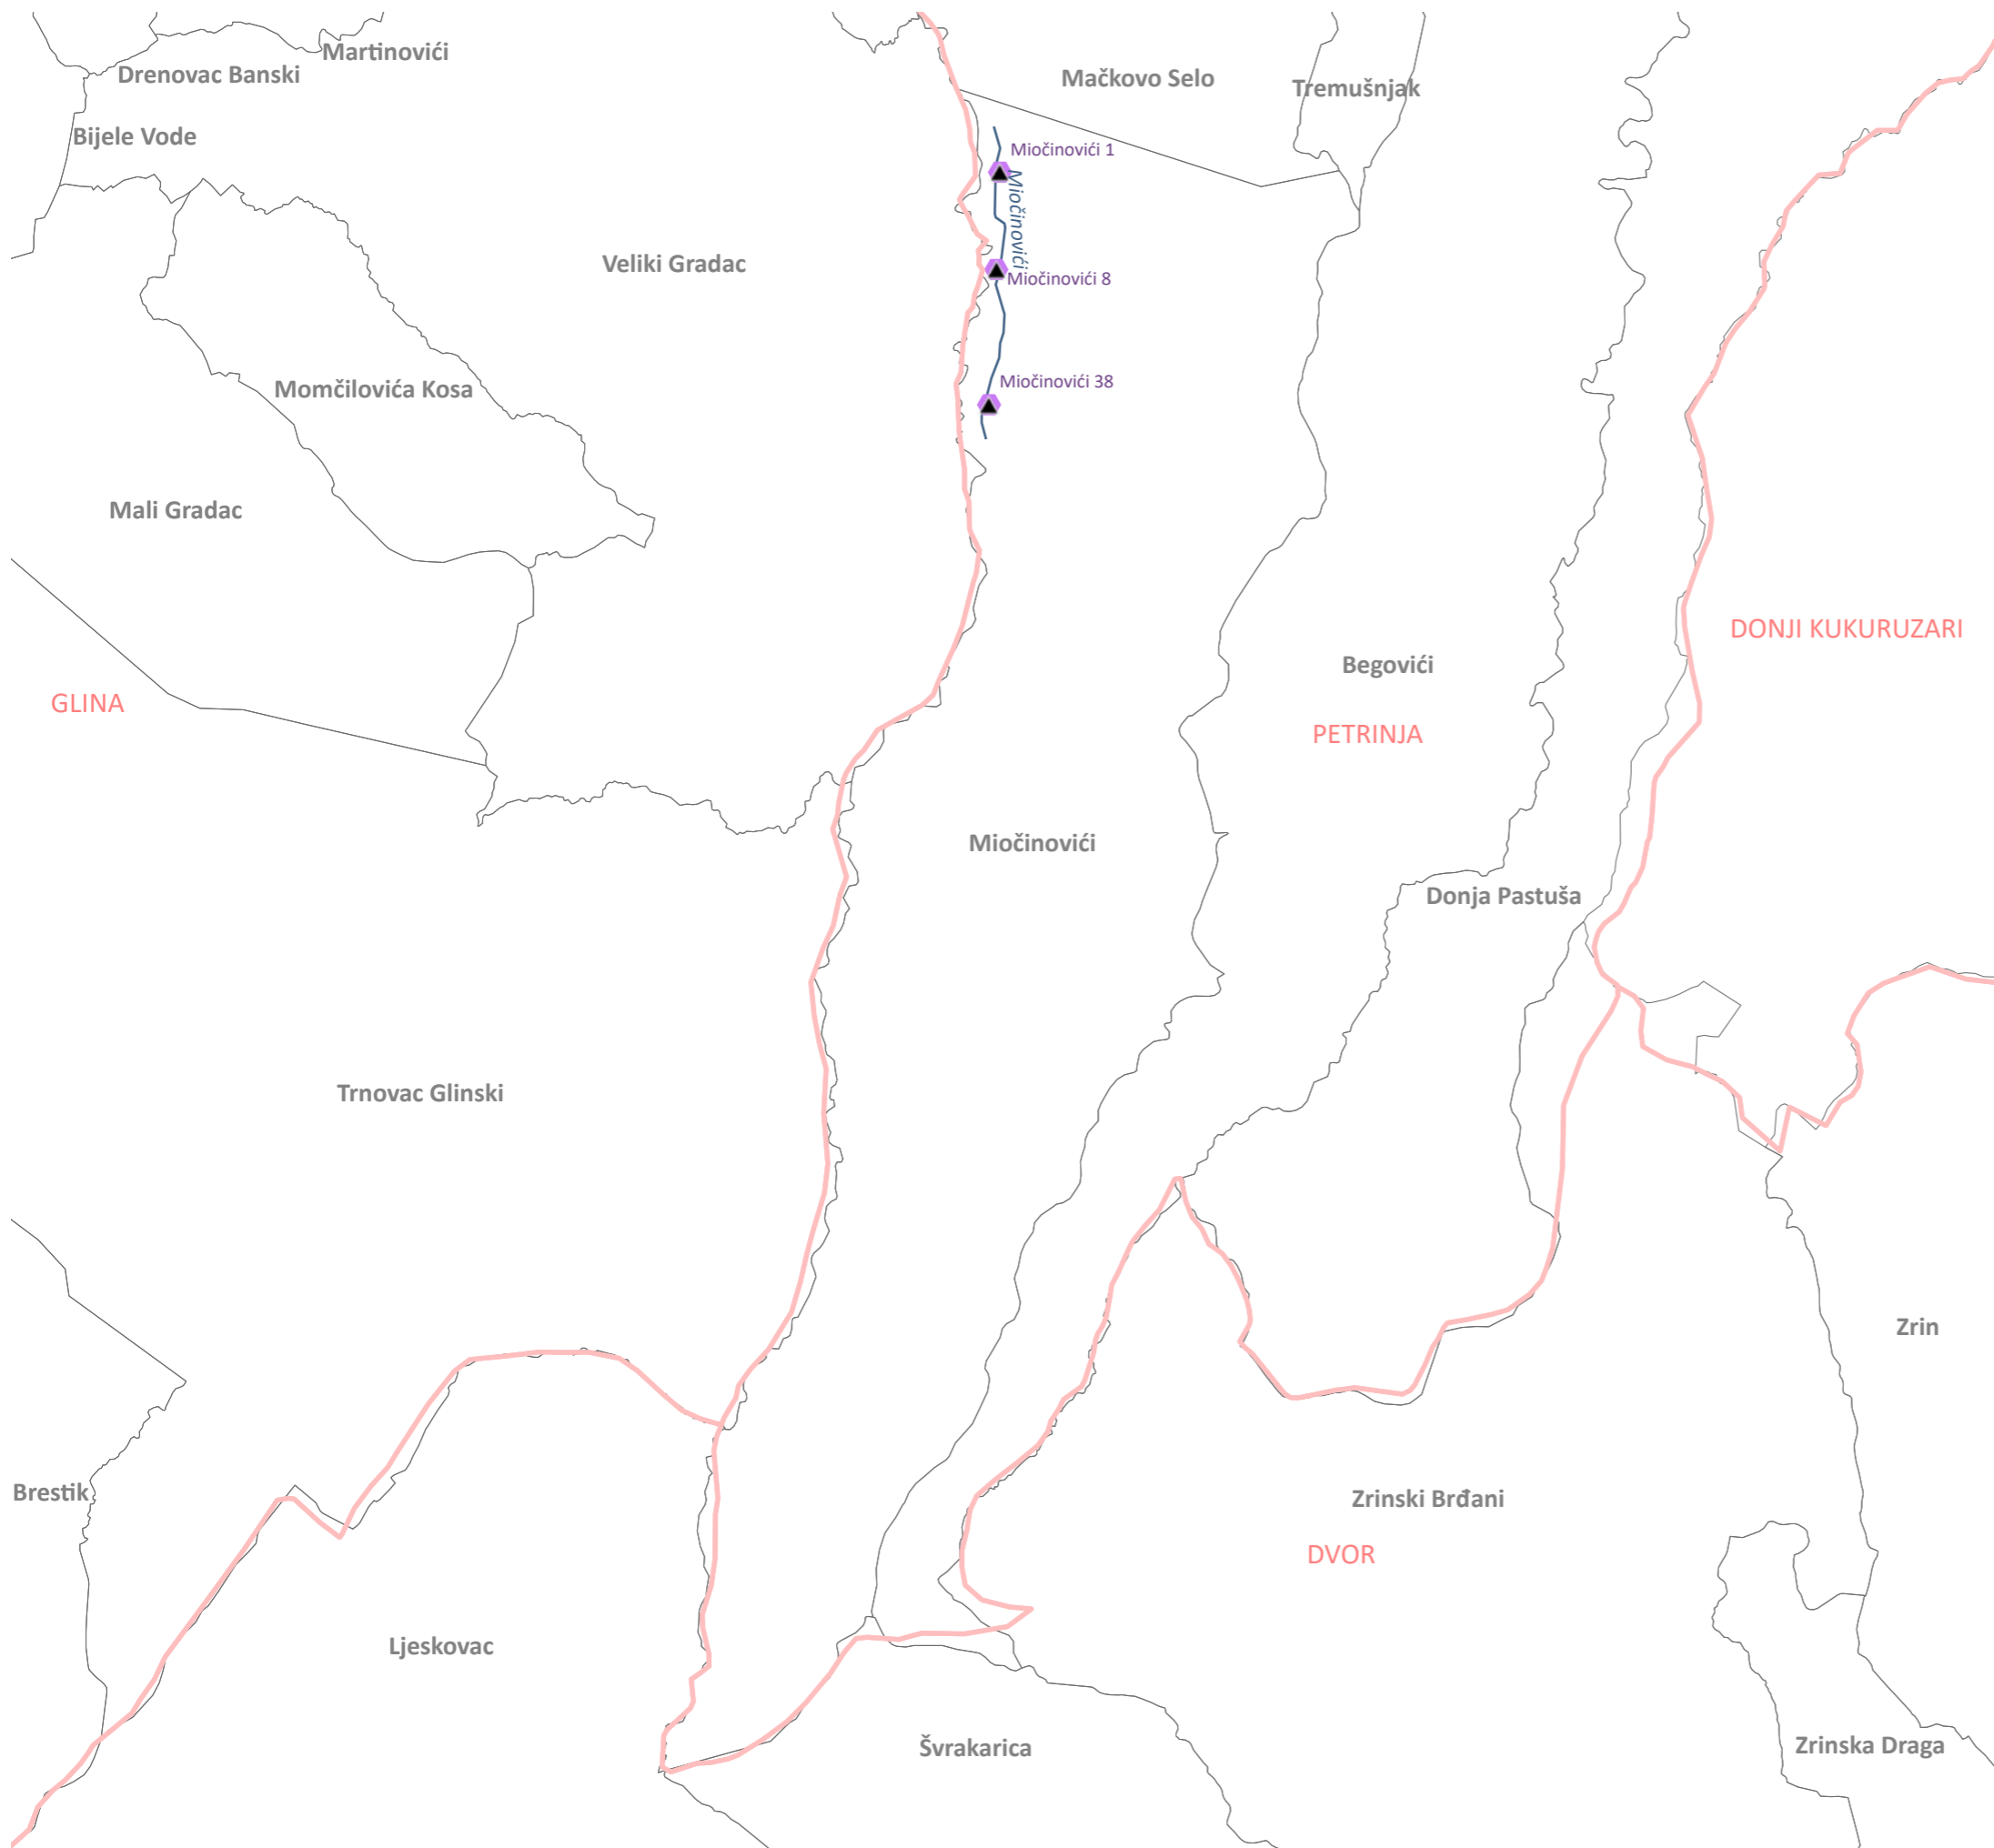 Martinovići
Drenovac Banski
Mačkovo Selo
Tremušnjak
Bijele Vode
Miočinovići 1
Miočinovići
Veliki Gradac
Miočinovići 8
Miočinovići 38
Momčilovića Kosa
Mali Gradac
DONJI KUKURUZARI
Begovići
GLINA
PETRINJA
Miočinovići
Donja Pastuša
Trnovac Glinski
Zrin
Brestik
Zrinski Brđani
DVOR
Ljeskovac
Švrakarica
Zrinska Draga